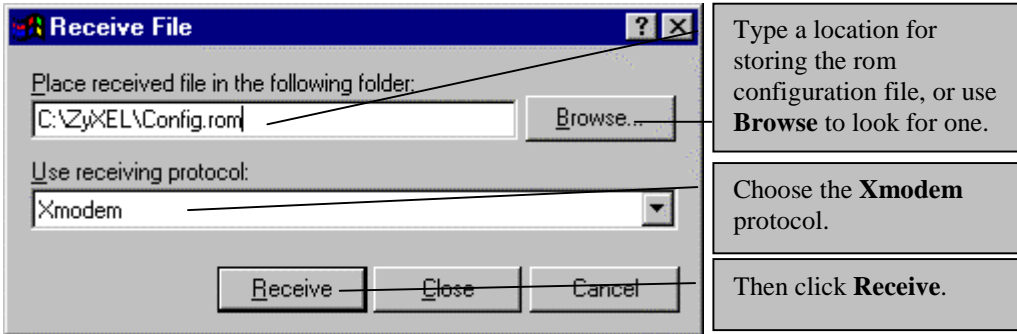 Receive File
Place received file in the following folder:
C:\ZyXEL\Config.rom
Browse...
Use receiving protocol:
Xmodem
Receive
Close
Cancel
Type a location for
storing the rom
configuration file, or use
Browse to look for one.
Choose the Xmodem
protocol.
Then click Receive.